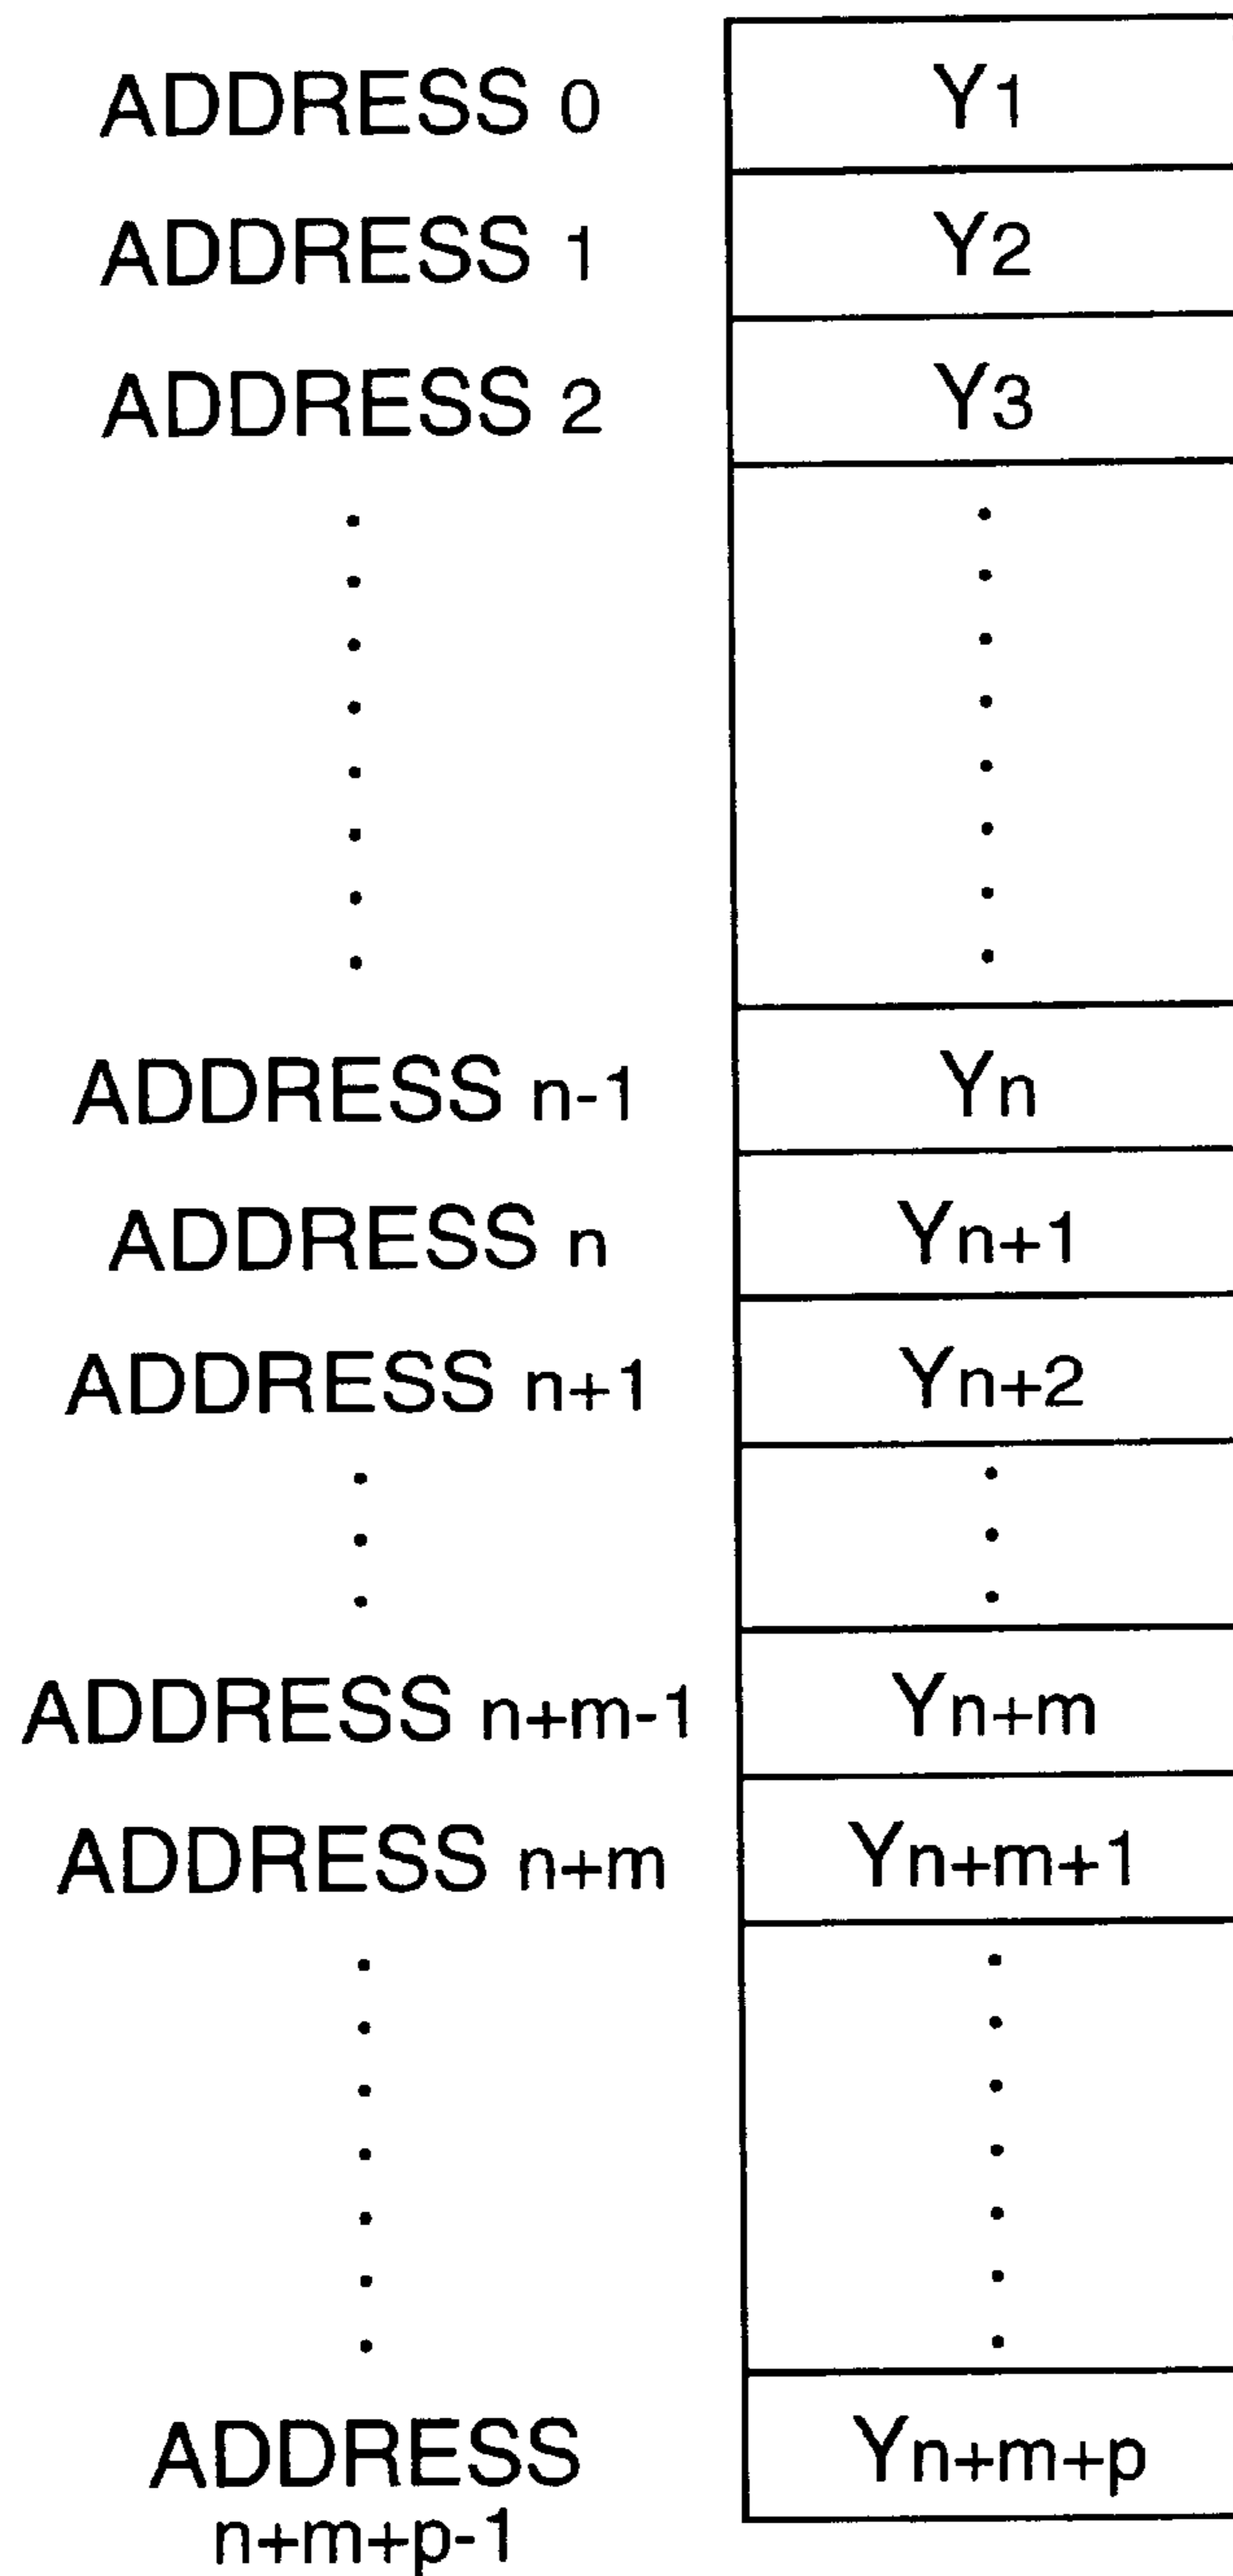 ADDRESS 0 Y1
ADDRESS 1 Y2
ADDRESS 2 Y3
ADDRESS n-1 Yn
ADDRESS n Yn+1
ADDRESS n+1 Yn+2
ADDRESS n+m-1 Yn+m
ADDRESS n+m Yn+m+1
ADDRESS Yn+m+p
n+m+p-1